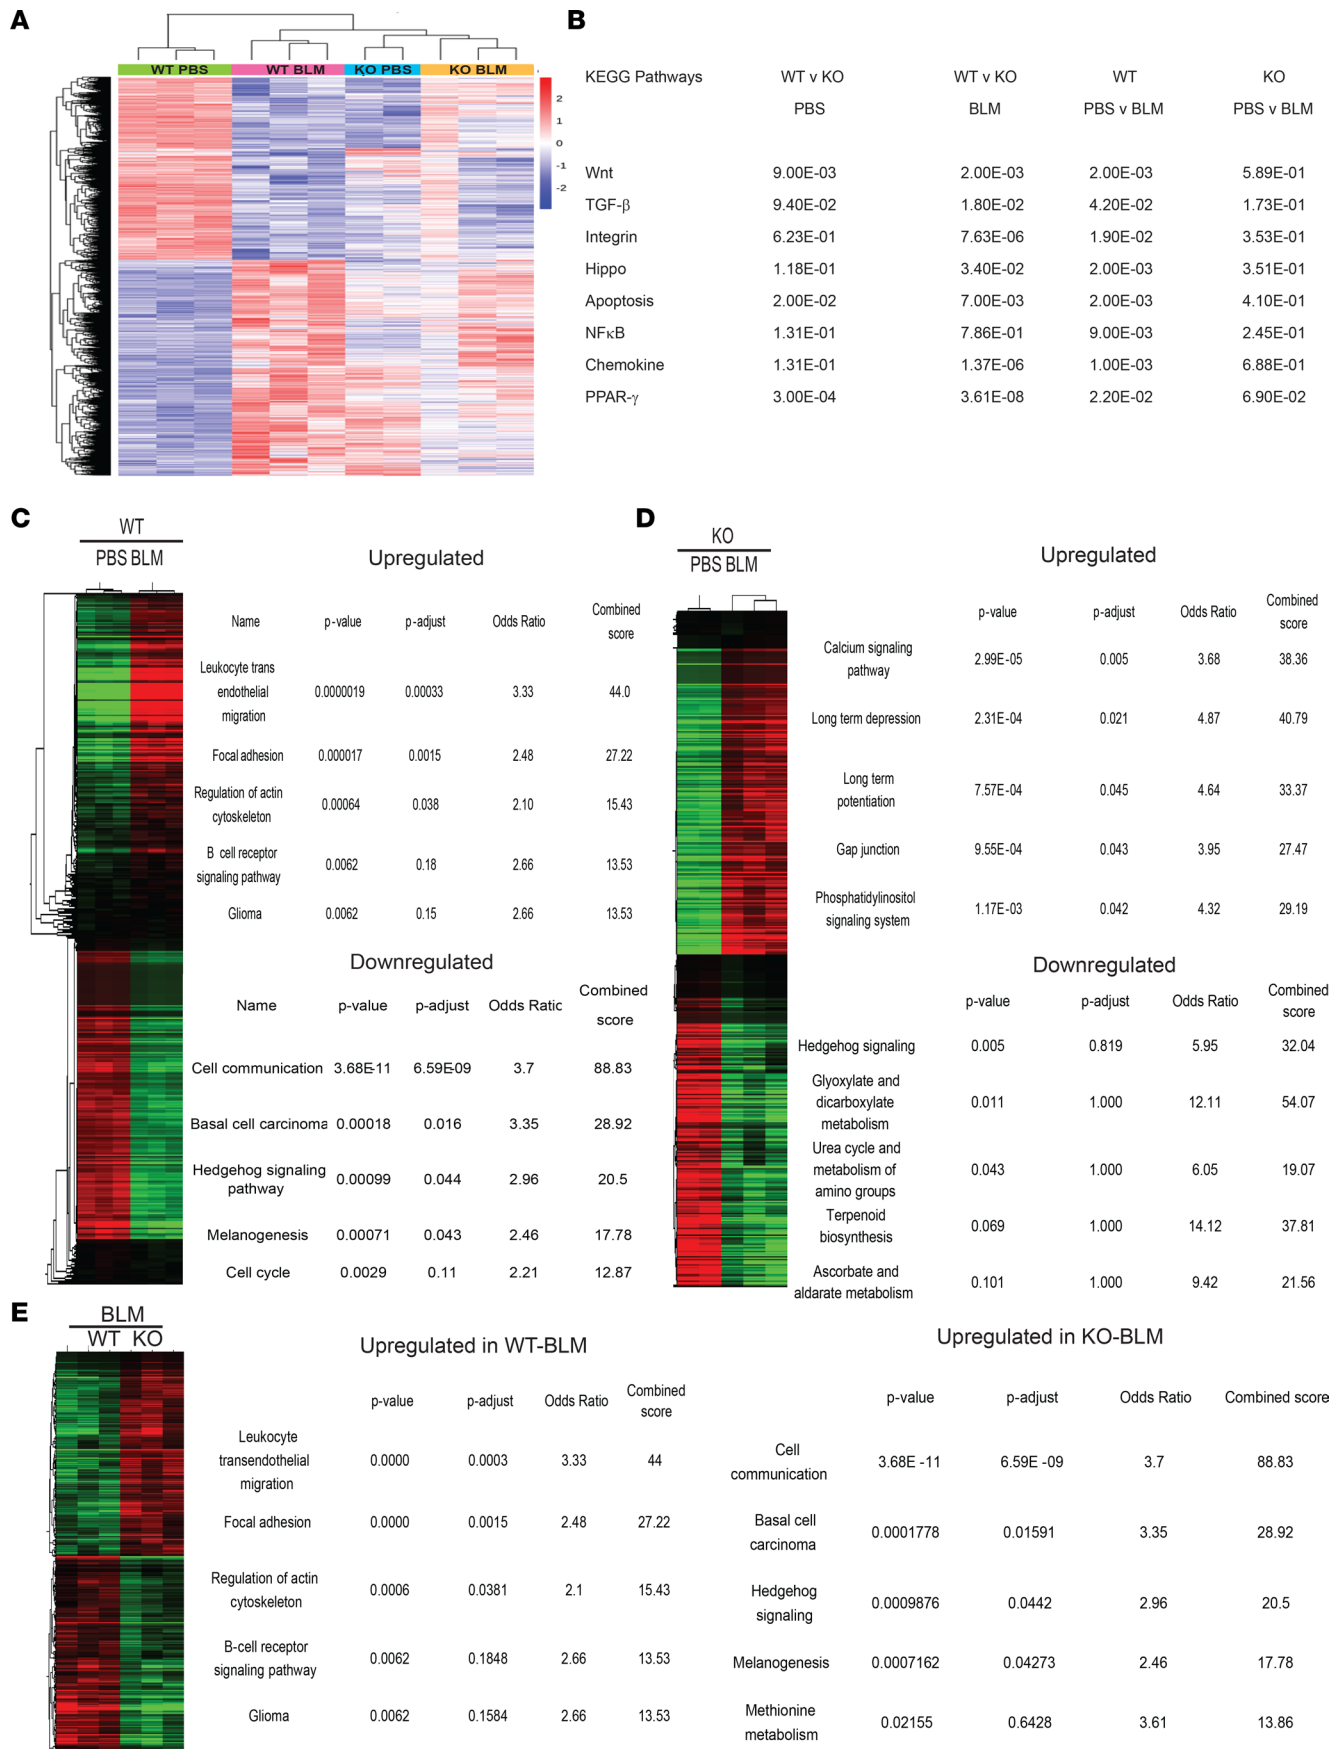 A
WT PBS WT BLM KO PBS KO BLM
2
1
0
-1
-2
B
KEGG Pathways WT v KO WT v KO WT KO
PBS BLM PBS v BLM PBS v BLM
Wnt 9.00E-03 2.00E-03 2.00E-03 5.89E-01
TGF-β 9.40E-02 1.80E-02 4.20E-02 1.73E-01
Integrin 6.23E-01 7.63E-06 1.90E-02 3.53E-01
Hippo 1.18E-01 3.40E-02 2.00E-03 3.51E-01
Apoptosis 2.00E-02 7.00E-03 2.00E-03 4.10E-01
NFκB 1.31E-01 7.86E-01 9.00E-03 2.45E-01
Chemokine 1.31E-01 1.37E-06 1.00E-03 6.88E-01
PPAR-γ 3.00E-04 3.61E-08 2.20E-02 6.90E-02
C
WT
PBS BLM
Upregulated
Name p-value p-adjust Odds Ratio Combined
score
Leukocyte trans
endothelial 0.0000019 0.00033 3.33 44.0
migration
Focal adhesion 0.000017 0.0015 2.48 27.22
Regulation of actin
cytoskeleton 0.00064 0.038 2.10 15.43
B cell receptor
signaling pathway 0.0062 0.18 2.66 13.53
Glioma 0.0062 0.15 2.66 13.53
Downregulated
Name p-value p-adjust Odds Ratio Combined
score
Cell communication 3.68E-11 6.59E-09 3.7 88.83
Basal cell carcinoma 0.00018 0.016 3.35 28.92
Hedgehog signaling
pathway 0.00099 0.044 2.96 20.5
Melanogenesis 0.00071 0.043 2.46 17.78
Cell cycle 0.0029 0.11 2.21 12.87
D
KO
PBS BLM
Upregulated
p-value p-adjust Odds Ratio Combined
score
Calcium signaling
pathway 2.99E-05 0.005 3.68 38.36
Long term depression 2.31E-04 0.021 4.87 40.79
Long term
potentiation 7.57E-04 0.045 4.64 33.37
Gap junction 9.55E-04 0.043 3.95 27.47
Phosphatidylinositol
signaling system 1.17E-03 0.042 4.32 29.19
Downregulated
p-value p-adjust Odds Ratio Combined
score
Hedgehog signaling 0.005 0.819 5.95 32.04
Glyoxylate and
dicarboxylate 0.011 1.000 12.11 54.07
metabolism
Urea cycle and
metabolism of 0.043 1.000 6.05 19.07
amino groups
Terpenoid
biosynthesis 0.069 1.000 14.12 37.81
Ascorbate and
aldarate metabolism 0.101 1.000 9.42 21.56
E
BLM
WT KO
Upregulated in WT-BLM
p-value p-adjust Odds Ratio Combined
score
Leukocyte
transendothelial 0.0000 0.0003 3.33 44
migration
Focal adhesion 0.0000 0.0015 2.48 27.22
Regulation of actin
cytoskeleton 0.0006 0.0381 2.1 15.43
B-cell receptor
signaling pathway 0.0062 0.1848 2.66 13.53
Glioma 0.0062 0.1584 2.66 13.53
Upregulated in KO-BLM
p-value p-adjust Odds Ratio Combined score
Cell
communication 3.68E -11 6.59E -09 3.7 88.83
Basal cell
carcinoma 0.0001778 0.01591 3.35 28.92
Hedgehog
signaling 0.0009876 0.0442 2.96 20.5
Melanogenesis 0.0007162 0.04273 2.46 17.78
Methionine
metabolism 0.02155 0.6428 3.61 13.86